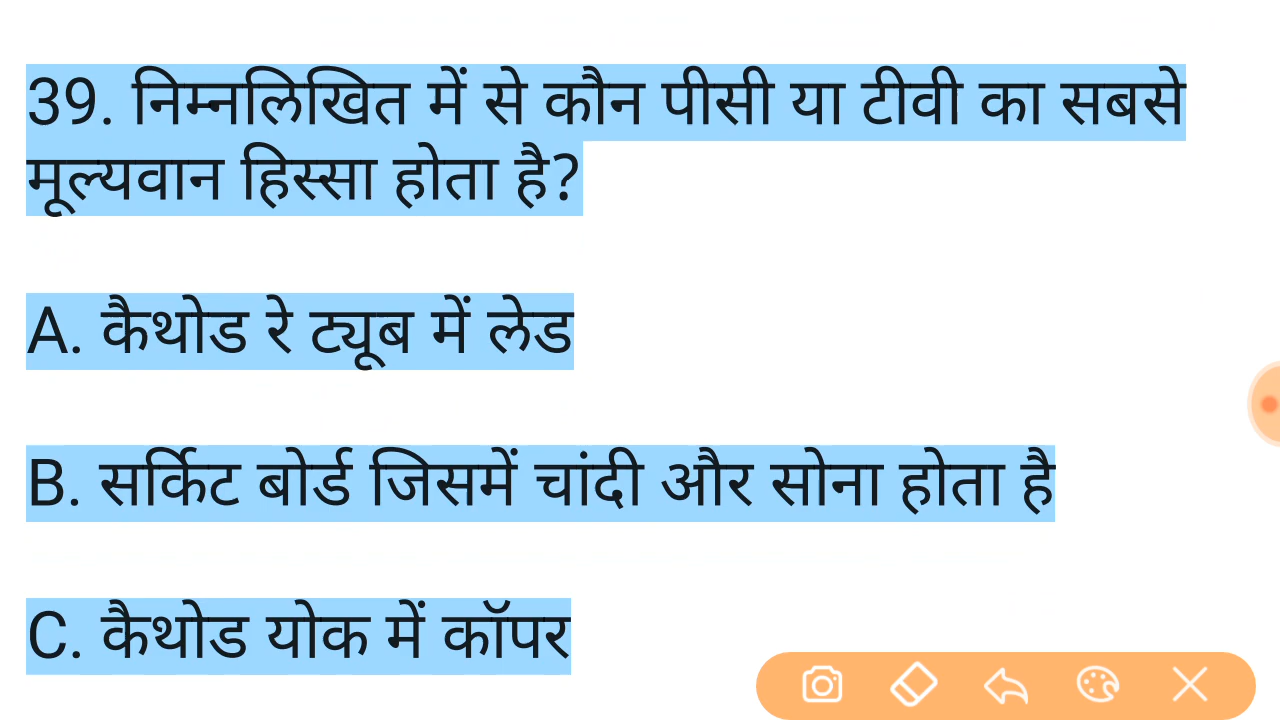 39. निम्नलिखित में से कौन पीसी या टीवी का सबसे
मूल्यवान हिस्सा होता है?
A. कैथोड रे ट्यूब में लेड
B. सर्किट बोर्ड जिसमें चांदी और सोना होता है
C. कैथोड योक में कॉपर